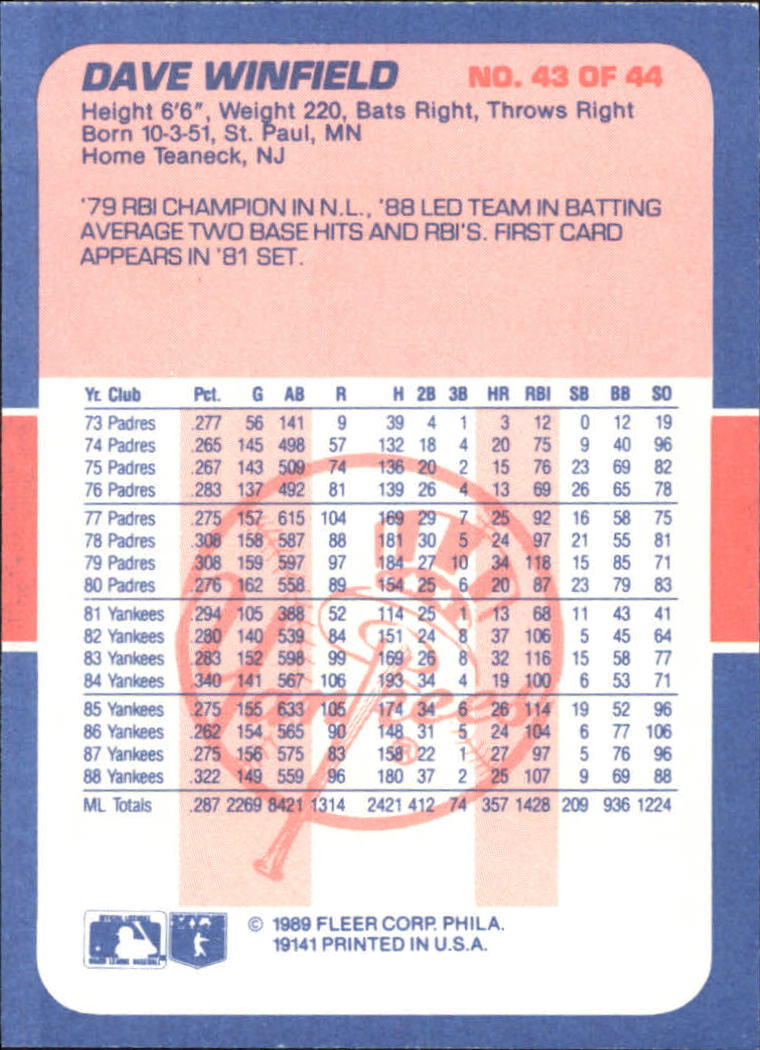 DAVE WINFIELD NO. 43 OF 44
Height 6'6", Weight 220, Bats Right, Throws Right
Born 10-3-51, St. Paul, MN
Home Teaneck, NJ
'79 RBI CHAMPION IN N.L., '88 LED TEAM IN BATTING
AVERAGE TWO BASE HITS AND RBI'S. FIRST CARD
APPEARS IN '81 SET.
Yr. Club Pct. G AB R H 2B 3B HR RBI SB BB SO
73 Padres .277 56 141 9 39 4 1 3 12 0 12 19
74 Padres .265 145 498 57 132 18 4 20 75 9 40 96
75 Padres .267 143 509 74 136 20 2 15 76 23 69 82
76 Padres .283 137 492 81 139 26 4 13 69 26 65 78
77 Padres .275 157 615 104 169 29 7 25 92 16 58 75
78 Padres .308 158 587 88 181 30 5 24 97 21 55 81
79 Padres .308 159 597 97 184 27 10 34 118 15 85 71
80 Padres .276 162 558 89 154 25 6 20 87 23 79 83
81 Yankees .294 105 388 52 114 25 1 13 68 11 43 41
82 Yankees .280 140 539 84 151 24 8 37 106 5 45 64
83 Yankees .283 152 598 99 169 26 8 32 116 15 58 77
84 Yankees .340 141 567 106 193 34 4 19 100 6 53 71
85 Yankees .275 155 633 105 174 34 6 26 114 19 52 96
86 Yankees .262 154 565 90 148 31 5 24 104 6 77 106
87 Yankees .275 156 575 83 158 22 1 27 97 5 76 96
88 Yankees .322 149 559 96 180 37 2 25 107 9 69 88
ML Totals .287 2269 8421 1314 2421 412 74 357 1428 209 936 1224
Yankees
®
© 1989 FLEER CORP. PHILA.
19141 PRINTED IN U.S.A.
MAJOR LEAGUE BASEBALL